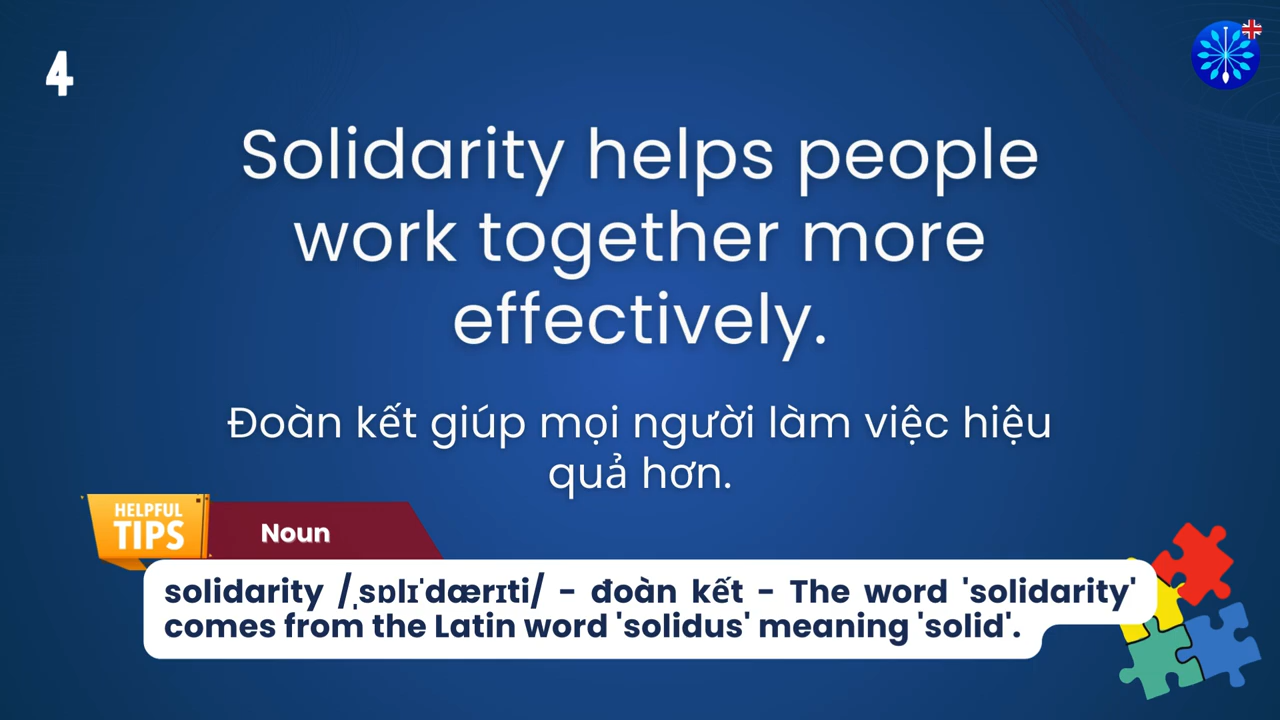 4
Solidarity helps people
work together more
effectively.
Đoàn kết giúp mọi người làm việc hiệu
quả hơn.
HELPFUL
TIPS
Noun
solidarity /ˌsɒlɪˈdærɪti/ - đoàn kết - The word 'solidarity'
comes from the Latin word 'solidus' meaning 'solid'.